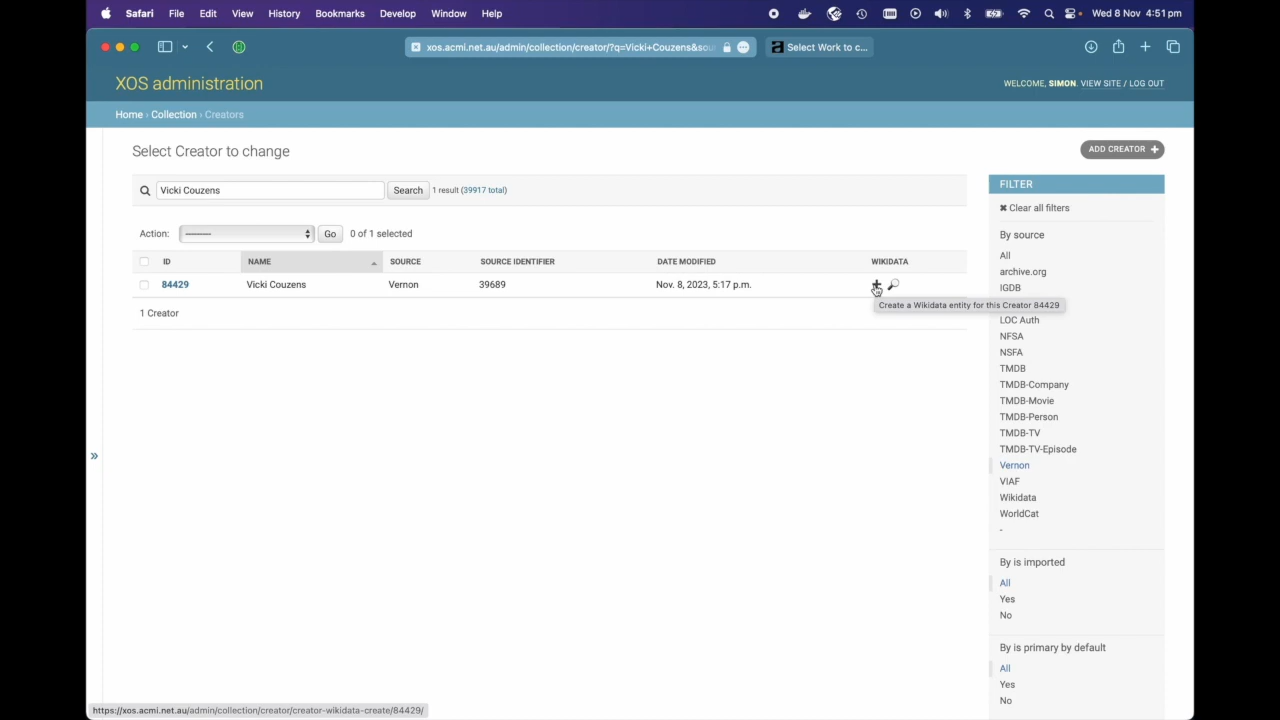 Safari File Edit View History Bookmarks Develop Window Help Wed 8 Nov 4:51 pm
xos.acmi.net.au/admin/collection/creator/?q=Vicki+Couzens&sou Select Work to c...
XOS administration WELCOME, SIMON. VIEW SITE / LOG OUT
Home › Collection › Creators
Select Creator to change ADD CREATOR +
Vicki Couzens Search 1 result (39917 total)
Action: --------- Go 0 of 1 selected
ID NAME SOURCE SOURCE IDENTIFIER DATE MODIFIED WIKIDATA
84429 Vicki Couzens Vernon 39689 Nov. 8, 2023, 5:17 p.m.
Create a Wikidata entity for this Creator 84429
1 Creator
FILTER
✖ Clear all filters
By source
All
archive.org
IGDB
LOC Auth
NFSA
NSFA
TMDB
TMDB-Company
TMDB-Movie
TMDB-Person
TMDB-TV
TMDB-TV-Episode
Vernon
VIAF
Wikidata
WorldCat
-
By is imported
All
Yes
No
By is primary by default
All
Yes
No
»
https://xos.acmi.net.au/admin/collection/creator/creator-wikidata-create/84429/